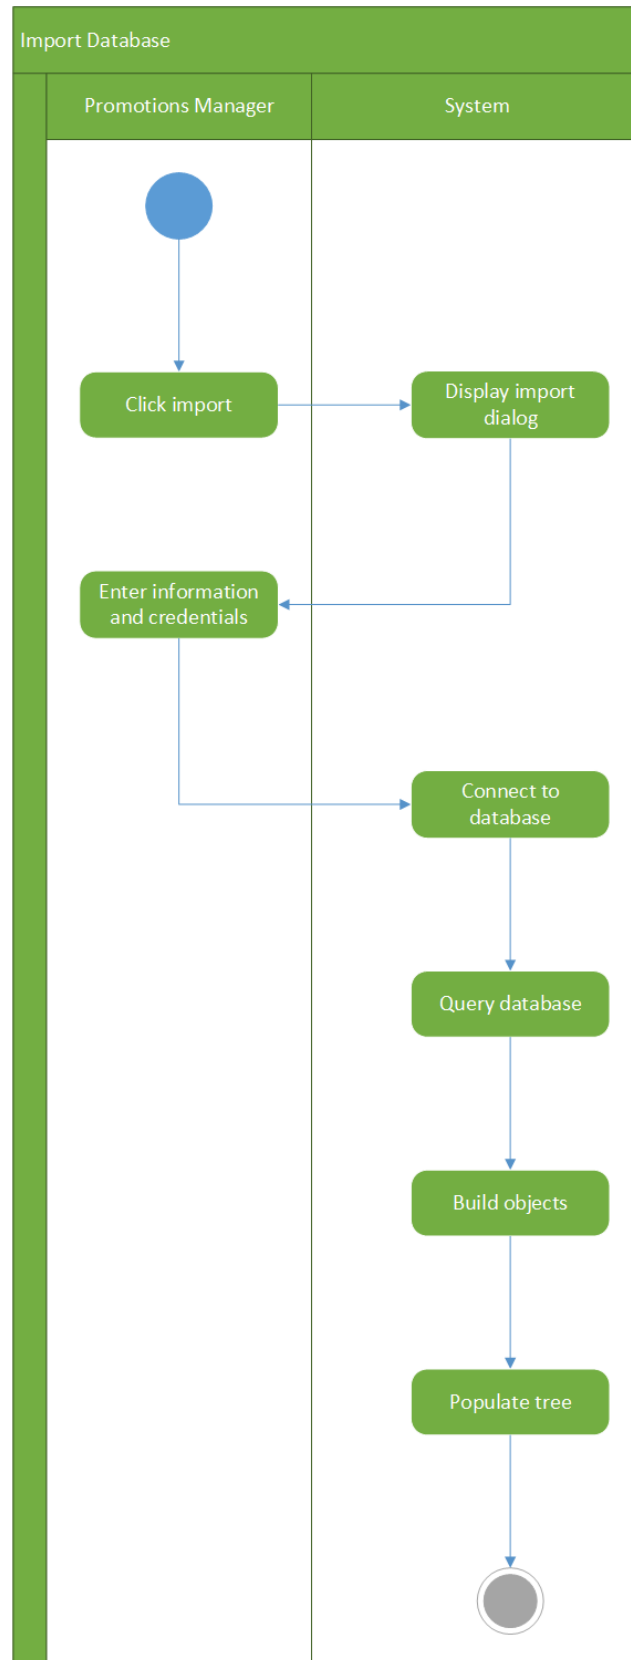 Import Database
Promotions Manager
System
Click import
Display import
dialog
Enter information
and credentials
Connect to
database
Query database
Build objects
Populate tree